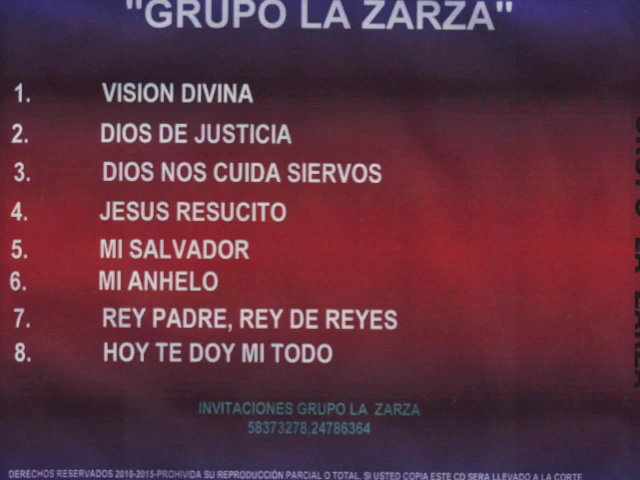 "GRUPO LA ZARZA"
1. VISION DIVINA
2. DIOS DE JUSTICIA
3. DIOS NOS CUIDA SIERVOS
4. JESUS RESUCITO
5. MI SALVADOR
6. MI ANHELO
7. REY PADRE, REY DE REYES
8. HOY TE DOY MI TODO
INVITACIONES GRUPO LA ZARZA
58373278,24786364
DERECHOS RESERVADOS 2010-2015-PROHIVIDA SU REPRODUCCIÓN PARCIAL O TOTAL. SI USTED COPIA ESTE CD SERA LLEVADO A LA CORTE